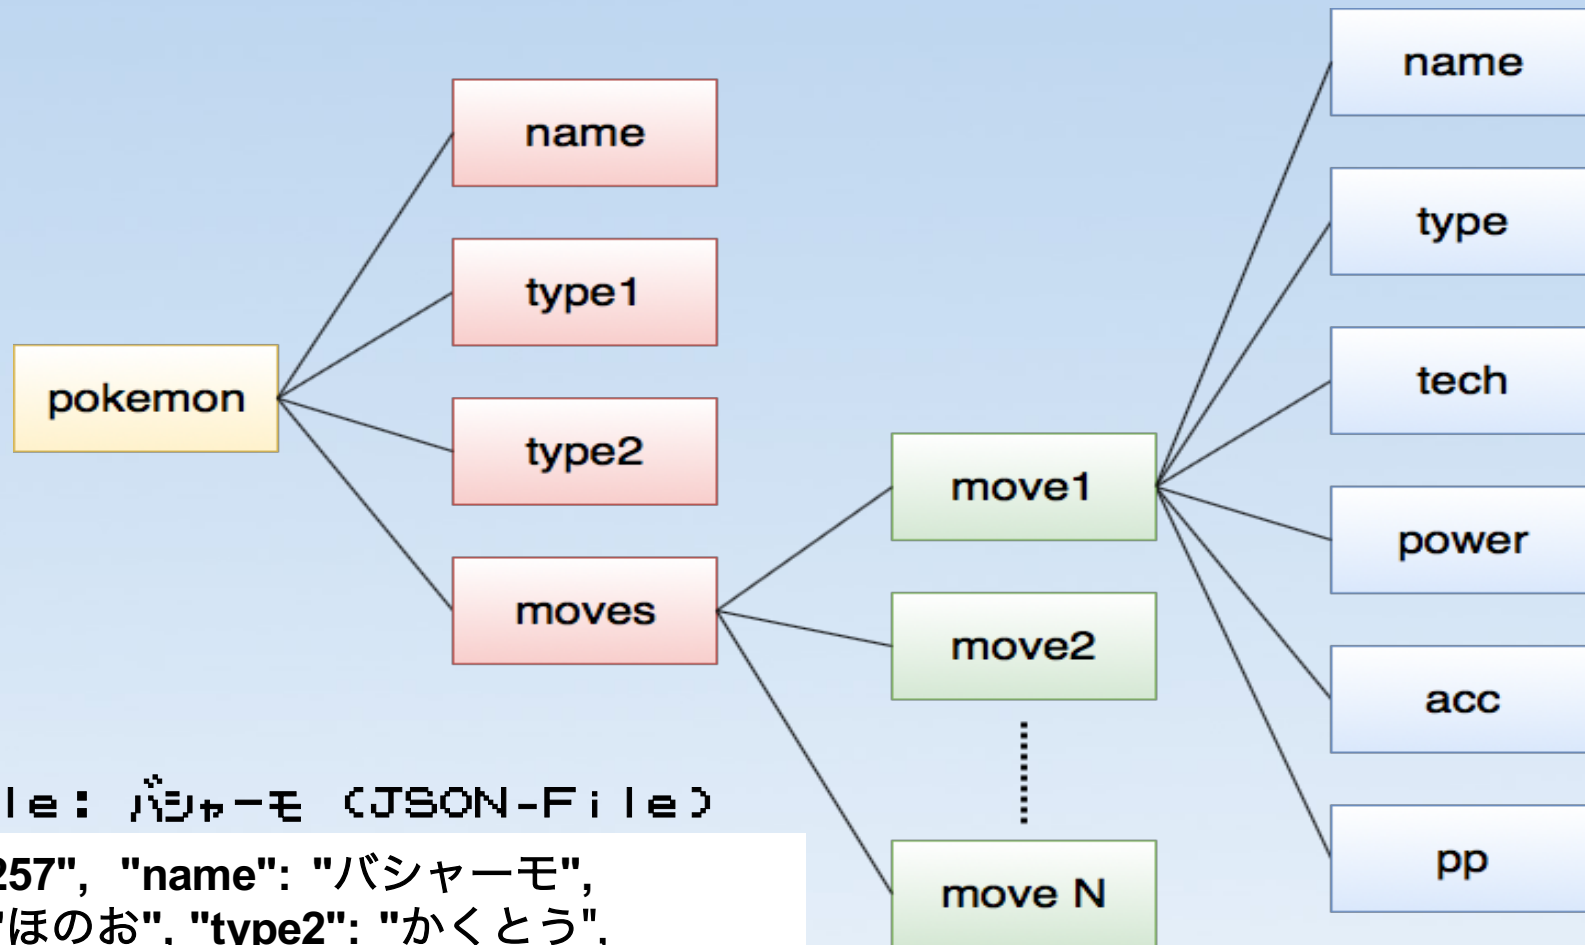 pokemon
name
type1
type2
moves
move1
move2
move N
name
type
tech
power
acc
pp
le: バシャーモ (JSON-File)
257", "name": "バシャーモ",
"ほのお", "type2": "かくとう",